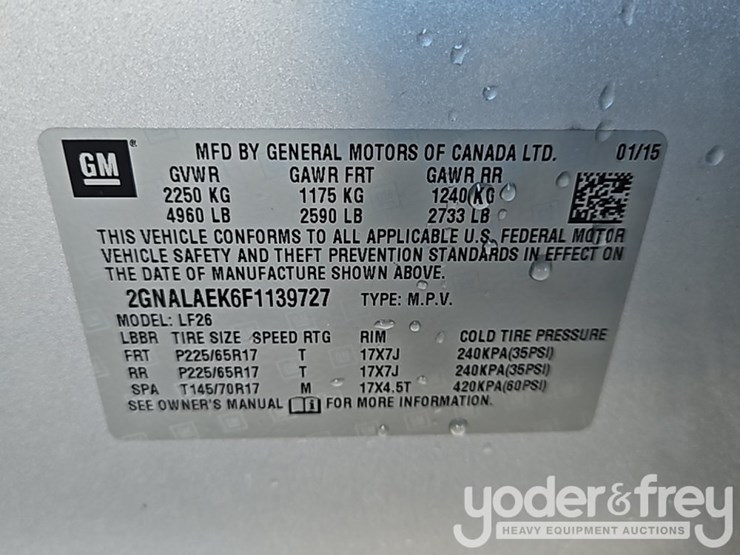 GM ® MFD BY GENERAL MOTORS OF CANADA LTD. 01/15
GVWR GAWR FRT GAWR RR
2250 KG 1175 KG 1240 KG
4960 LB 2590 LB 2733 LB
THIS VEHICLE CONFORMS TO ALL APPLICABLE U.S. FEDERAL MOTOR
VEHICLE SAFETY AND THEFT PREVENTION STANDARDS IN EFFECT ON
THE DATE OF MANUFACTURE SHOWN ABOVE.
2GNALAEK6F1139727 TYPE: M.P.V.
MODEL: LF26
LBBR TIRE SIZE SPEED RTG RIM COLD TIRE PRESSURE
FRT P225/65R17 T 17X7J 240KPA(35PSI)
RR P225/65R17 T 17X7J 240KPA(35PSI)
SPA T145/70R17 M 17X4.5T 420KPA(60PSI)
SEE OWNER'S MANUAL i FOR MORE INFORMATION.
yoder&frey
HEAVY EQUIPMENT AUCTIONS